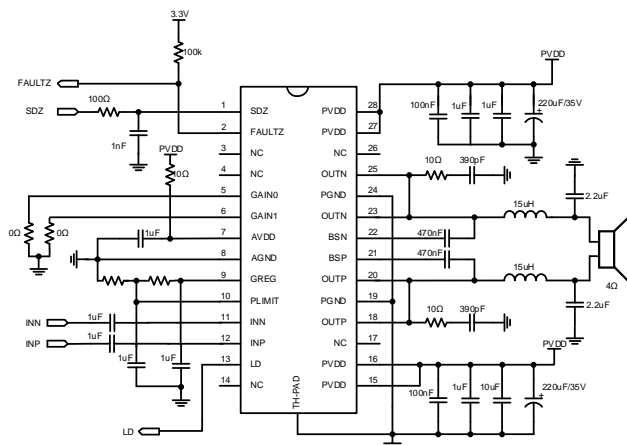 3.3V
100k
FAULTZ
SDZ
100Ω
1nF
PVDD
10Ω
0Ω
0Ω
1uF
INN
1uF
INP
1uF
1uF
1uF
LD
1 SDZ
2 FAULTZ
3 NC
4 NC
5 GAIN0
6 GAIN1
7 AVDD
8 AGND
9 GREG
10 PLIMIT
11 INN
12 INP
13 LD
14 NC
TH-PAD
PVDD 28
PVDD 27
NC 26
OUTN 25
PGND 24
OUTN 23
BSN 22
BSP 21
OUTP 20
PGND 19
OUTP 18
NC 17
PVDD 16
PVDD 15
PVDD
100nF
1uF
1uF
220uF/35V
+
10Ω
390pF
2.2uF
15uH
470nF
470nF
15uH
4Ω
2.2uF
10Ω
390pF
PVDD
100nF
1uF
10uF
220uF/35V
+